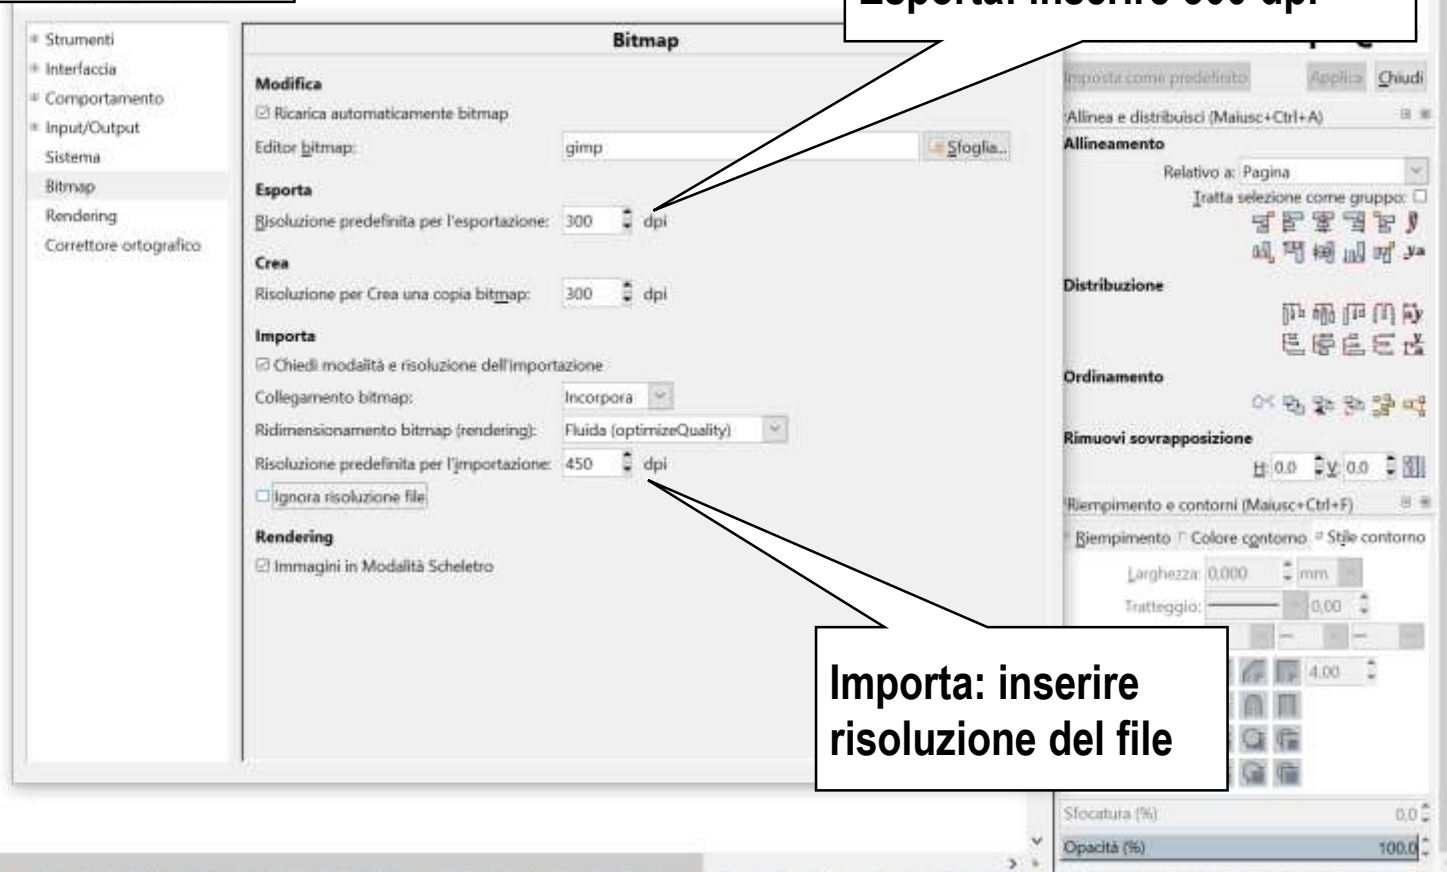 Esporta: inserire 300 dpi
Strumenti
Interfaccia
Comportamento
Input/Output
Sistema
Bitmap
Rendering
Correttore ortografico
Bitmap
Modifica
Ricarica automaticamente bitmap
Editor bitmap: gimp Sfoglia...
Esporta
Risoluzione predefinita per l'esportazione: 300 dpi
Crea
Risoluzione per Crea una copia bitmap: 300 dpi
Importa
Chiedi modalità e risoluzione dell'importazione
Collegamento bitmap: Incorpora
Ridimensionamento bitmap (rendering): Fluida (optimizeQuality)
Risoluzione predefinita per l'importazione: 450 dpi
Ignora risoluzione file
Rendering
Immagini in Modalità Scheletro
Importa: inserire
risoluzione del file
Imposta come predefinito Applica Chiudi
Allinea e distribuisci (Maiusc+Ctrl+A)
Allineamento
Relativo a: Pagina
Tratta selezione come gruppo:
Distribuzione
Ordinamento
Rimuovi sovrapposizione
H: 0.0 V: 0.0
Riempimento e contorni (Maiusc+Ctrl+F)
Riempimento Colore contorno Stile contorno
Larghezza: 0,000 mm
Tratteggio: 0,00
4.00
Sfocatura (%) 0,0
Opacità (%) 100.0